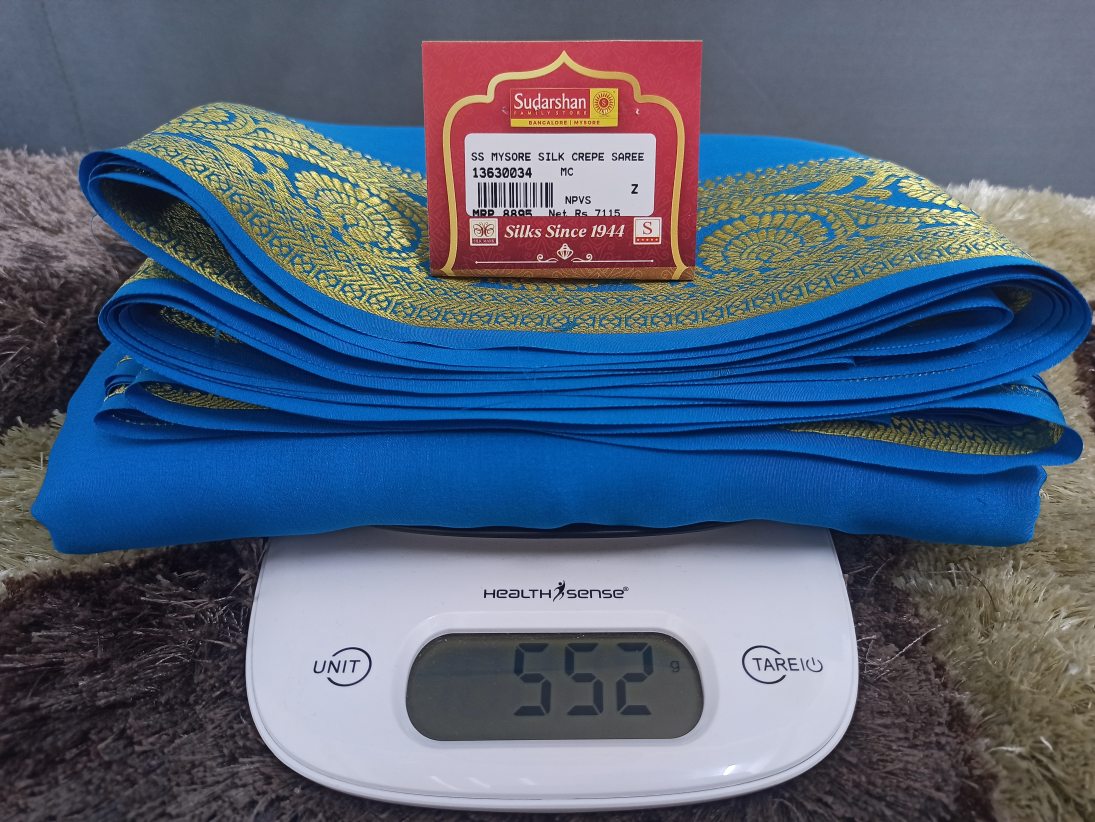 Sudarshan
FAMILY STORE
BANGALORE | MYSORE
SS MYSORE SILK CREPE SAREE
13630034 MC
Z
NPVS
MRP 8895 Net Rs 7115
SILK MARK
Silks Since 1944
S
HEALTH SENSE®
UNIT
552 g
TARE